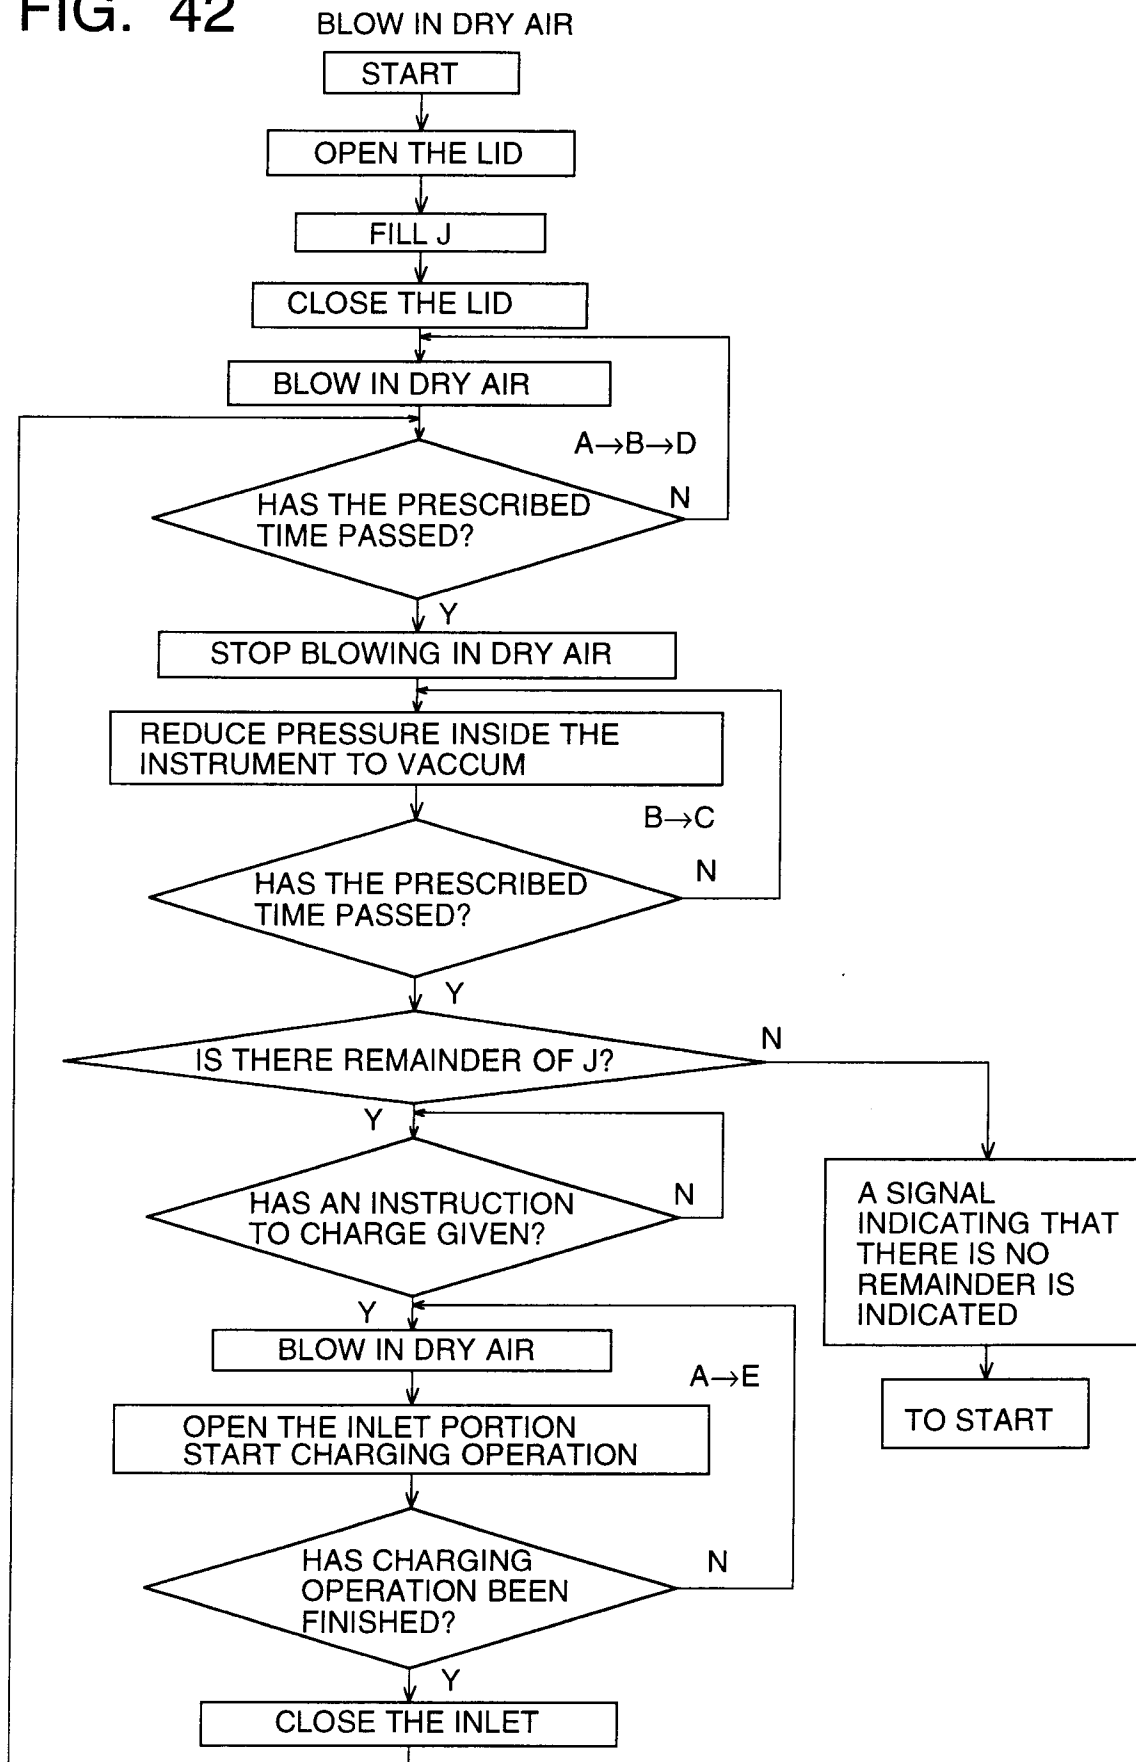 FIG. 42
BLOW IN DRY AIR
START
OPEN THE LID
FILL J
CLOSE THE LID
BLOW IN DRY AIR
A→B→D
HAS THE PRESCRIBED
TIME PASSED?
N
Y
STOP BLOWING IN DRY AIR
REDUCE PRESSURE INSIDE THE
INSTRUMENT TO VACCUM
B→C
HAS THE PRESCRIBED
TIME PASSED?
N
Y
IS THERE REMAINDER OF J?
N
Y
HAS AN INSTRUCTION
TO CHARGE GIVEN?
N
A SIGNAL
INDICATING THAT
THERE IS NO
REMAINDER IS
INDICATED
TO START
Y
BLOW IN DRY AIR
A→E
OPEN THE INLET PORTION
START CHARGING OPERATION
HAS CHARGING
OPERATION BEEN
FINISHED?
N
Y
CLOSE THE INLET